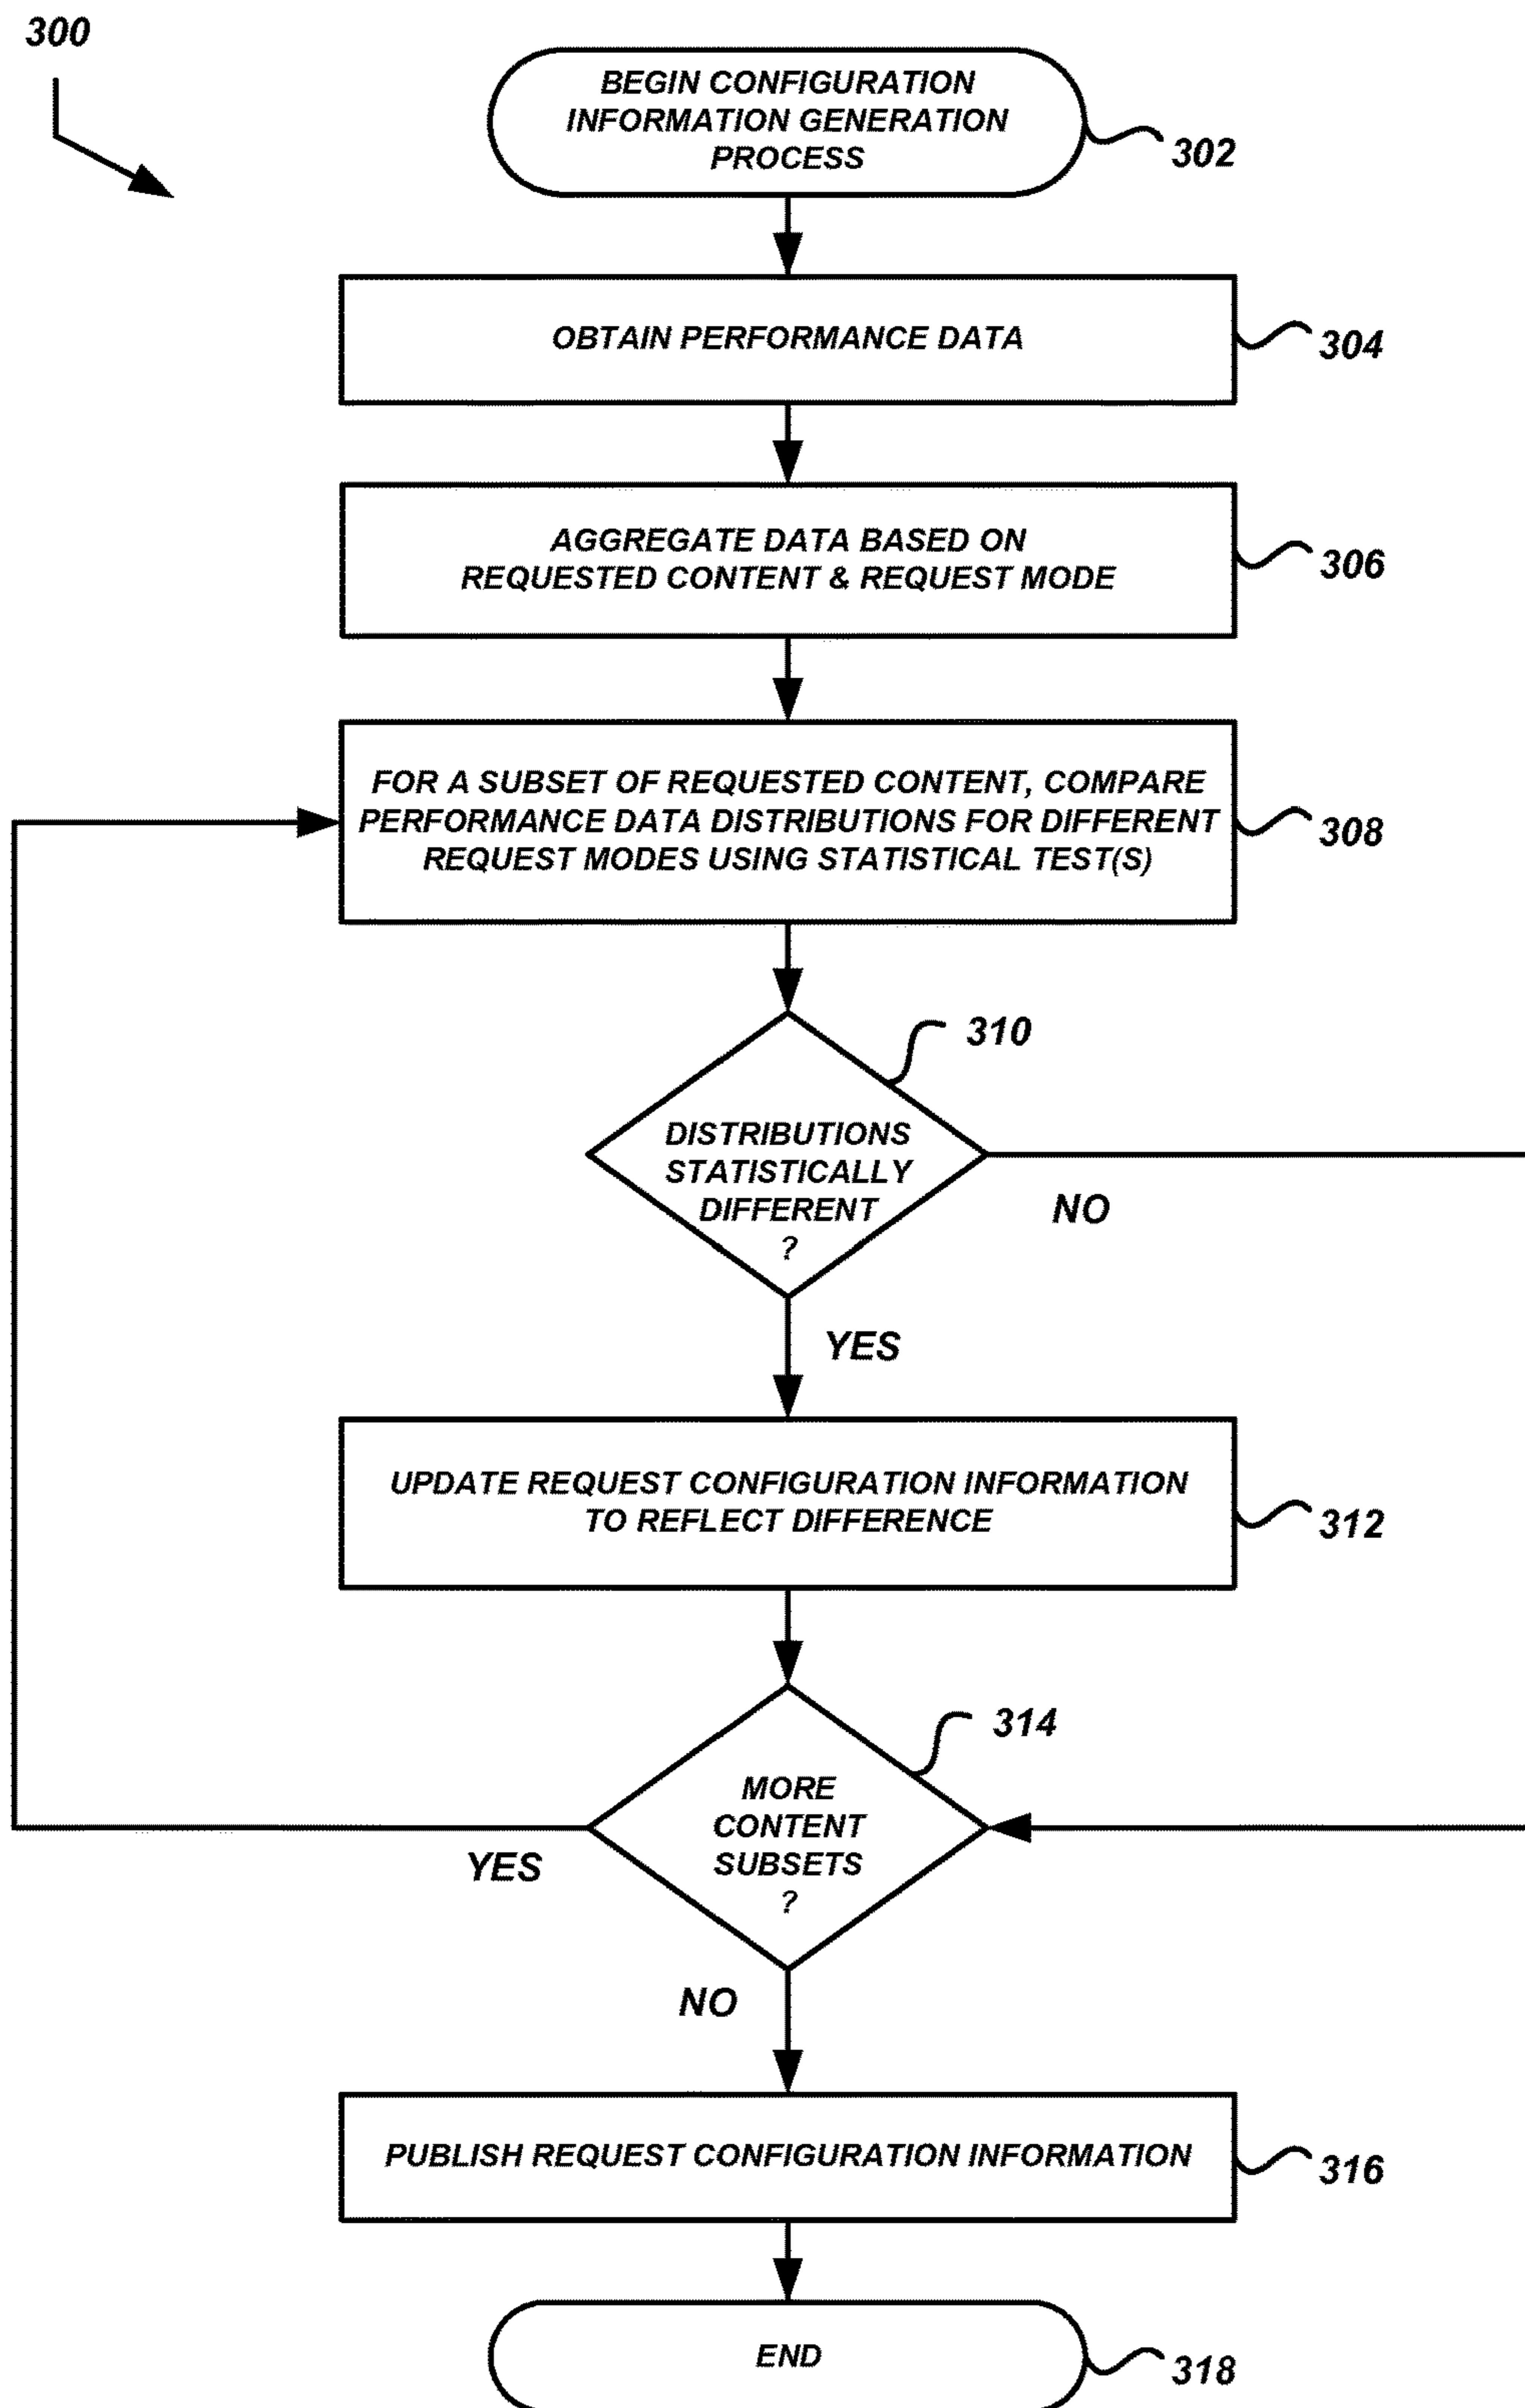 300
BEGIN CONFIGURATION
INFORMATION GENERATION
PROCESS
302
OBTAIN PERFORMANCE DATA
304
AGGREGATE DATA BASED ON
REQUESTED CONTENT & REQUEST MODE
306
FOR A SUBSET OF REQUESTED CONTENT, COMPARE
PERFORMANCE DATA DISTRIBUTIONS FOR DIFFERENT
REQUEST MODES USING STATISTICAL TEST(S)
308
310
DISTRIBUTIONS
STATISTICALLY
DIFFERENT
?
NO
YES
UPDATE REQUEST CONFIGURATION INFORMATION
TO REFLECT DIFFERENCE
312
314
MORE
CONTENT
SUBSETS
?
YES
NO
PUBLISH REQUEST CONFIGURATION INFORMATION
316
END
318